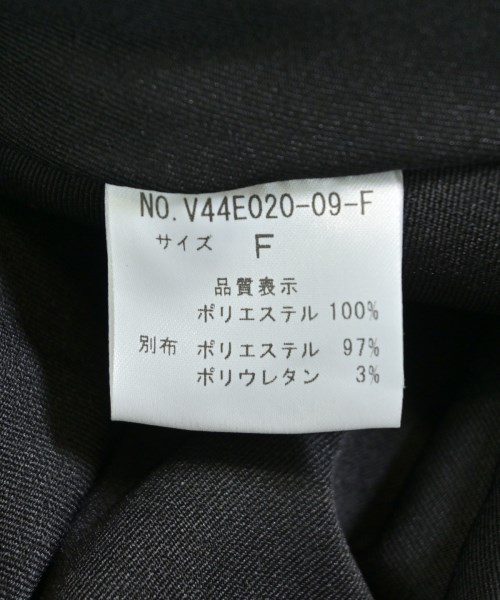 NO.V44E020-09-F
サイズ F
品質表示
ポリエステル 100%
別布 ポリエステル 97%
ポリウレタン 3%